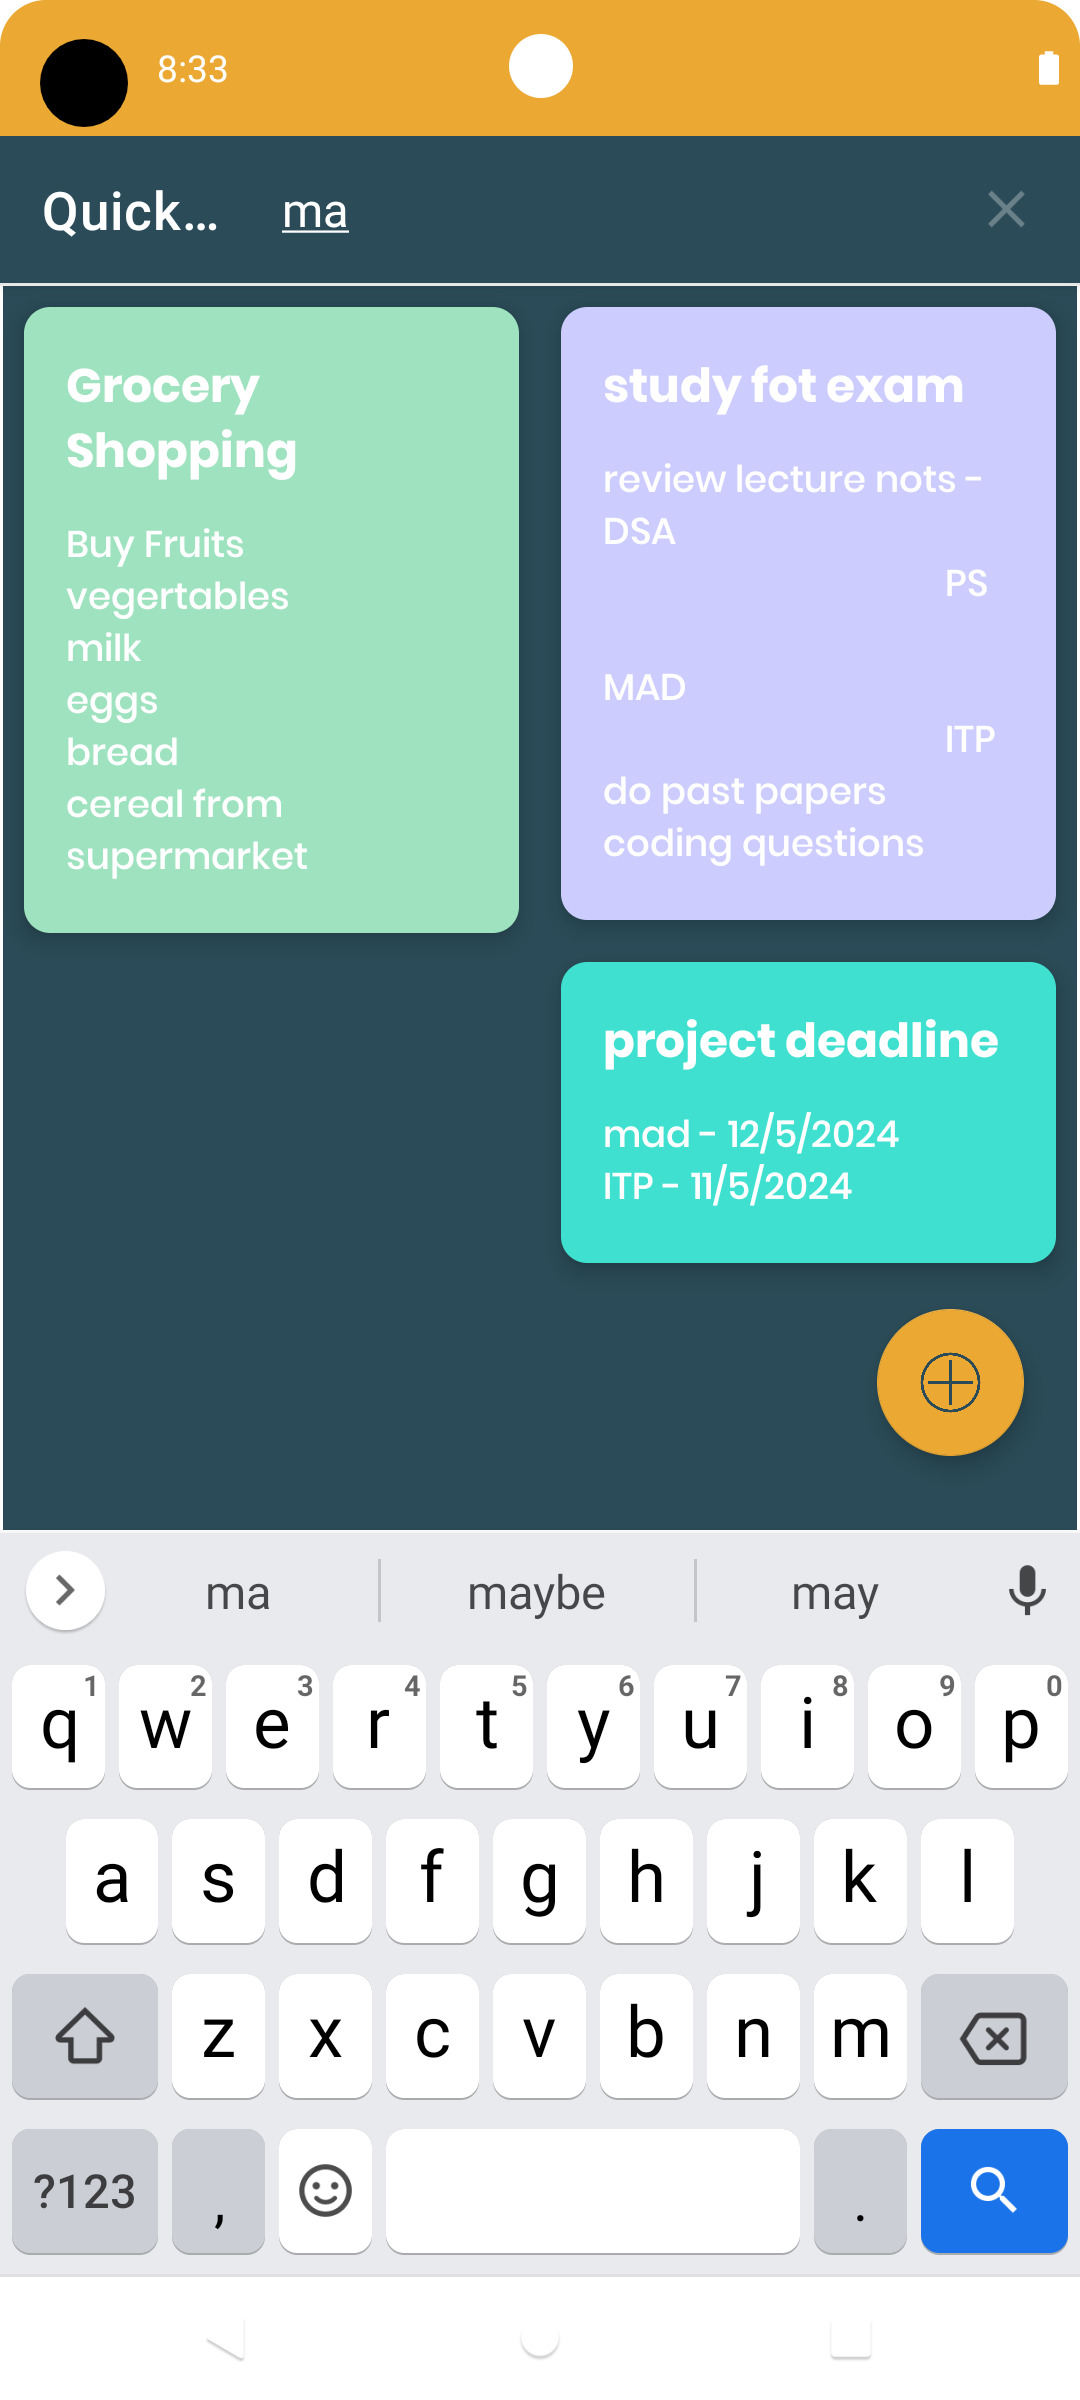 8:33
Quick... ma
Grocery
Shopping
Buy Fruits
vegertables
milk
eggs
bread
cereal from
supermarket
study fot exam
review lecture nots -
DSA
PS
MAD
ITP
do past papers
coding questions
project deadline
mad - 12/5/2024
ITP - 11/5/2024
ma maybe may
1 2 3 4 5 6 7 8 9 0
q w e r t y u i o p
a s d f g h j k l
z x c v b n m
?123 , .